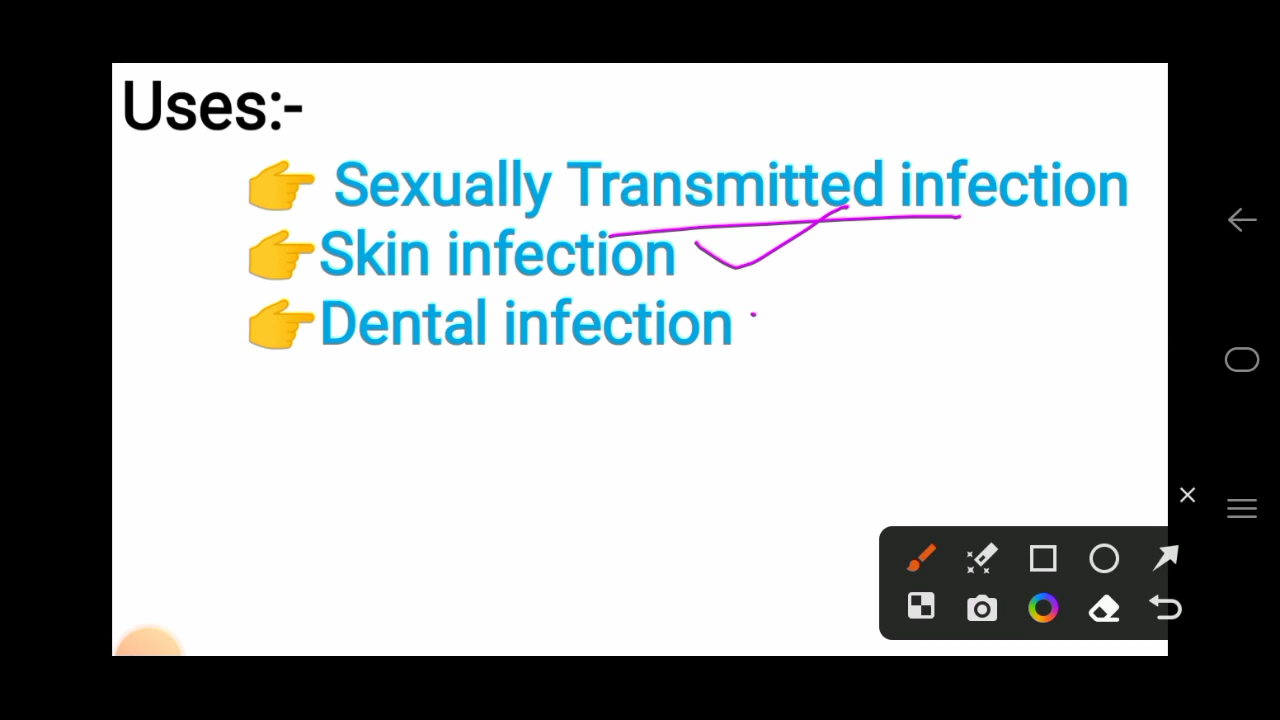 Uses:-
👉 Sexually Transmitted infection
👉Skin infection
👉Dental infection